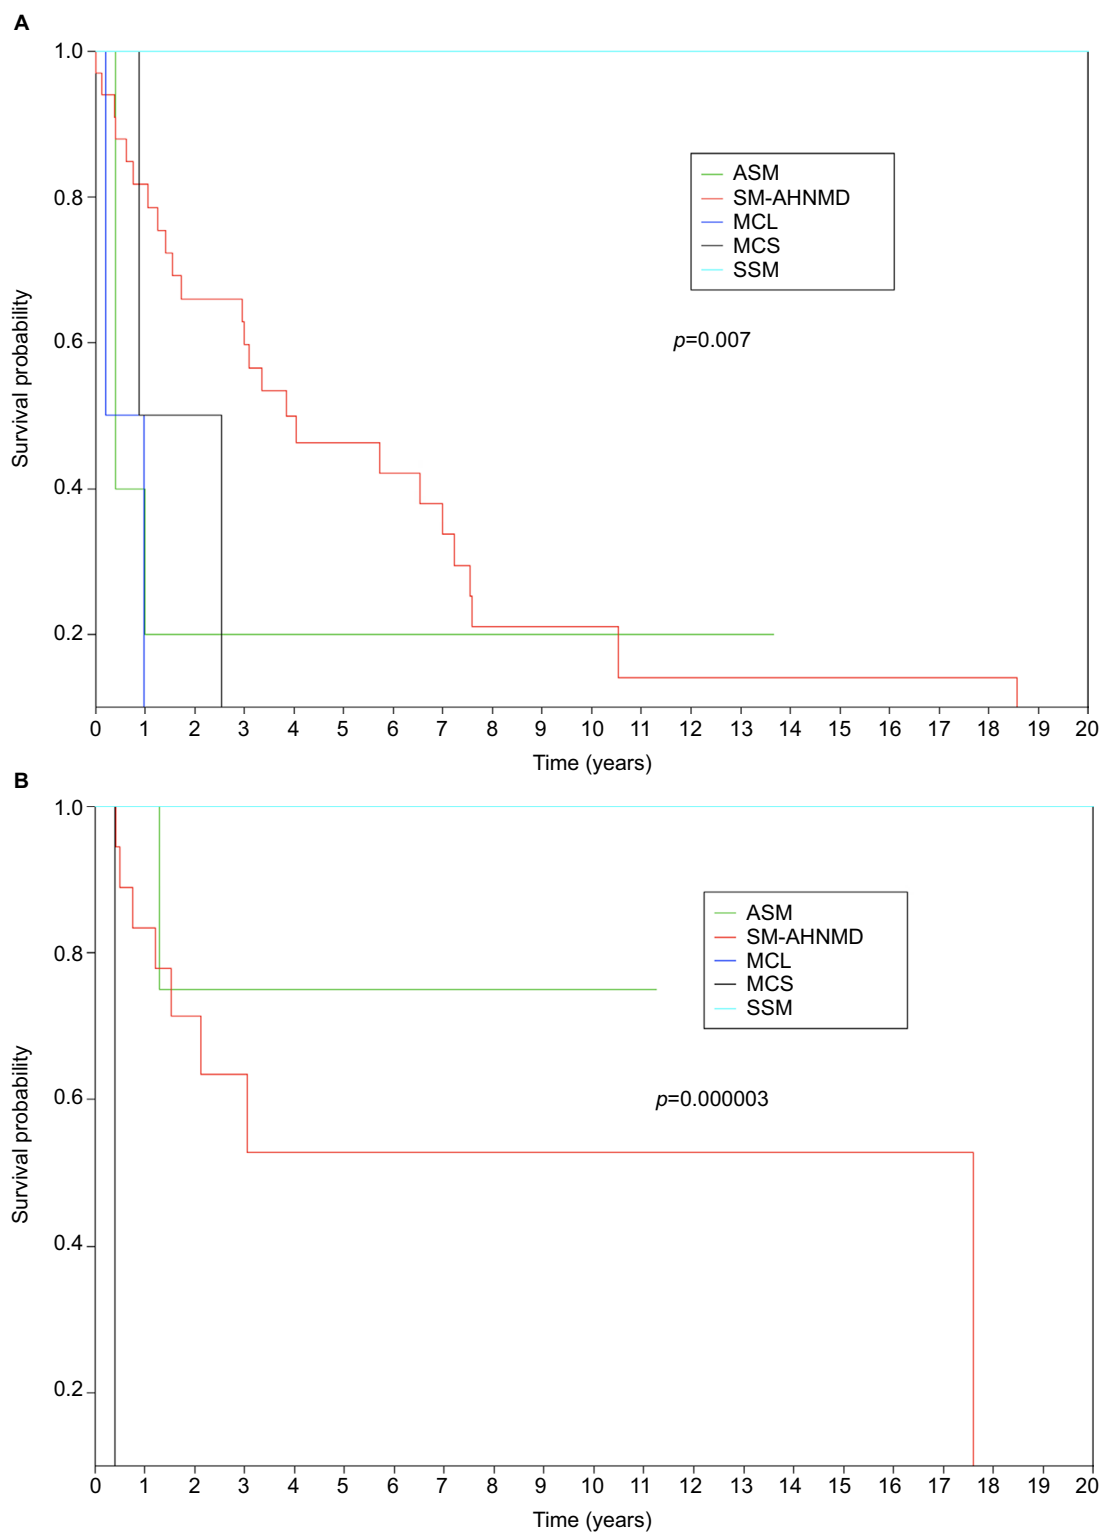 A
1.0
0.8
0.6
0.4
0.2
Survival probability
ASM
SM-AHNMD
MCL
MCS
SSM
p=0.007
0 1 2 3 4 5 6 7 8 9 10 11 12 13 14 15 16 17 18 19 20
Time (years)
B
1.0
0.8
0.6
0.4
0.2
Survival probability
ASM
SM-AHNMD
MCL
MCS
SSM
p=0.000003
0 1 2 3 4 5 6 7 8 9 10 11 12 13 14 15 16 17 18 19 20
Time (years)